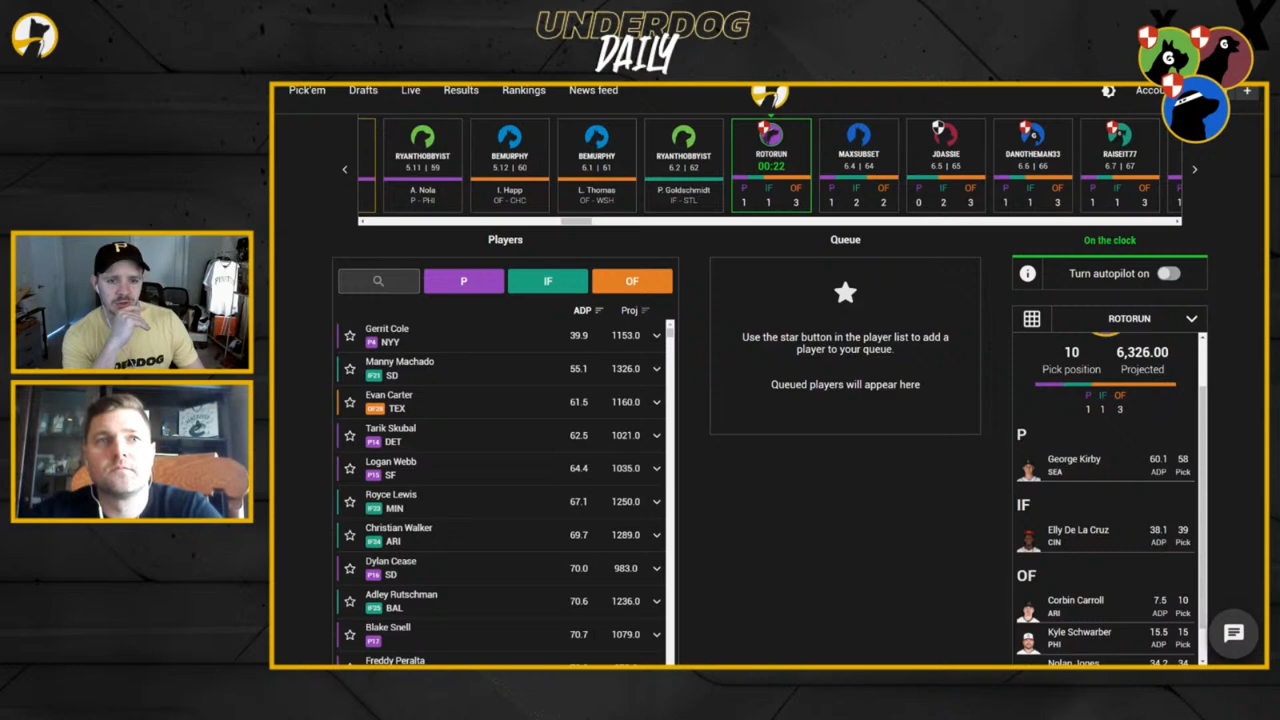 UNDERDOG
DAILY
Pick'em Drafts Live Results Rankings News feed
RYANTHOBBYIST
5.11 | 59
A. Nola
P - PHI
BEMURPHY
5.12 | 60
I. Happ
OF - CHC
BEMURPHY
6.1 | 61
L. Thomas
OF - WSH
RYANTHOBBYIST
6.2 | 62
P. Goldschmidt
IF - STL
ROTORUN
00:22
P IF OF
1 1 3
MAXSUBSET
6.4 | 64
P IF OF
1 2 2
JDASSIE
6.5 | 65
P IF OF
0 2 3
DANOTHEMAN33
6.6 | 66
P IF OF
1 1 3
RAISEIT77
6.7 | 67
P IF OF
1 1 3
Players
P IF OF
ADP Proj
Gerrit Cole
P4 NYY
39.9 1153.0
Manny Machado
IF21 SD
55.1 1326.0
Evan Carter
OF28 TEX
61.5 1160.0
Tarik Skubal
P14 DET
62.5 1021.0
Logan Webb
P15 SF
64.4 1035.0
Royce Lewis
IF23 MIN
67.1 1250.0
Christian Walker
IF24 ARI
69.7 1289.0
Dylan Cease
P16 SD
70.0 983.0
Adley Rutschman
IF25 BAL
70.6 1236.0
Blake Snell
P17
70.7 1079.0
Freddy Peralta
Queue
Use the star button in the player list to add a
player to your queue.
Queued players will appear here
On the clock
Turn autopilot on
ROTORUN
10 6,326.00
Pick position Projected
P IF OF
1 1 3
P
George Kirby 60.1 58
SEA ADP Pick
IF
Elly De La Cruz 38.1 39
CIN ADP Pick
OF
Corbin Carroll 7.5 10
ARI ADP Pick
Kyle Schwarber 15.5 15
PHI ADP Pick
Nolan Jones 34.2 34